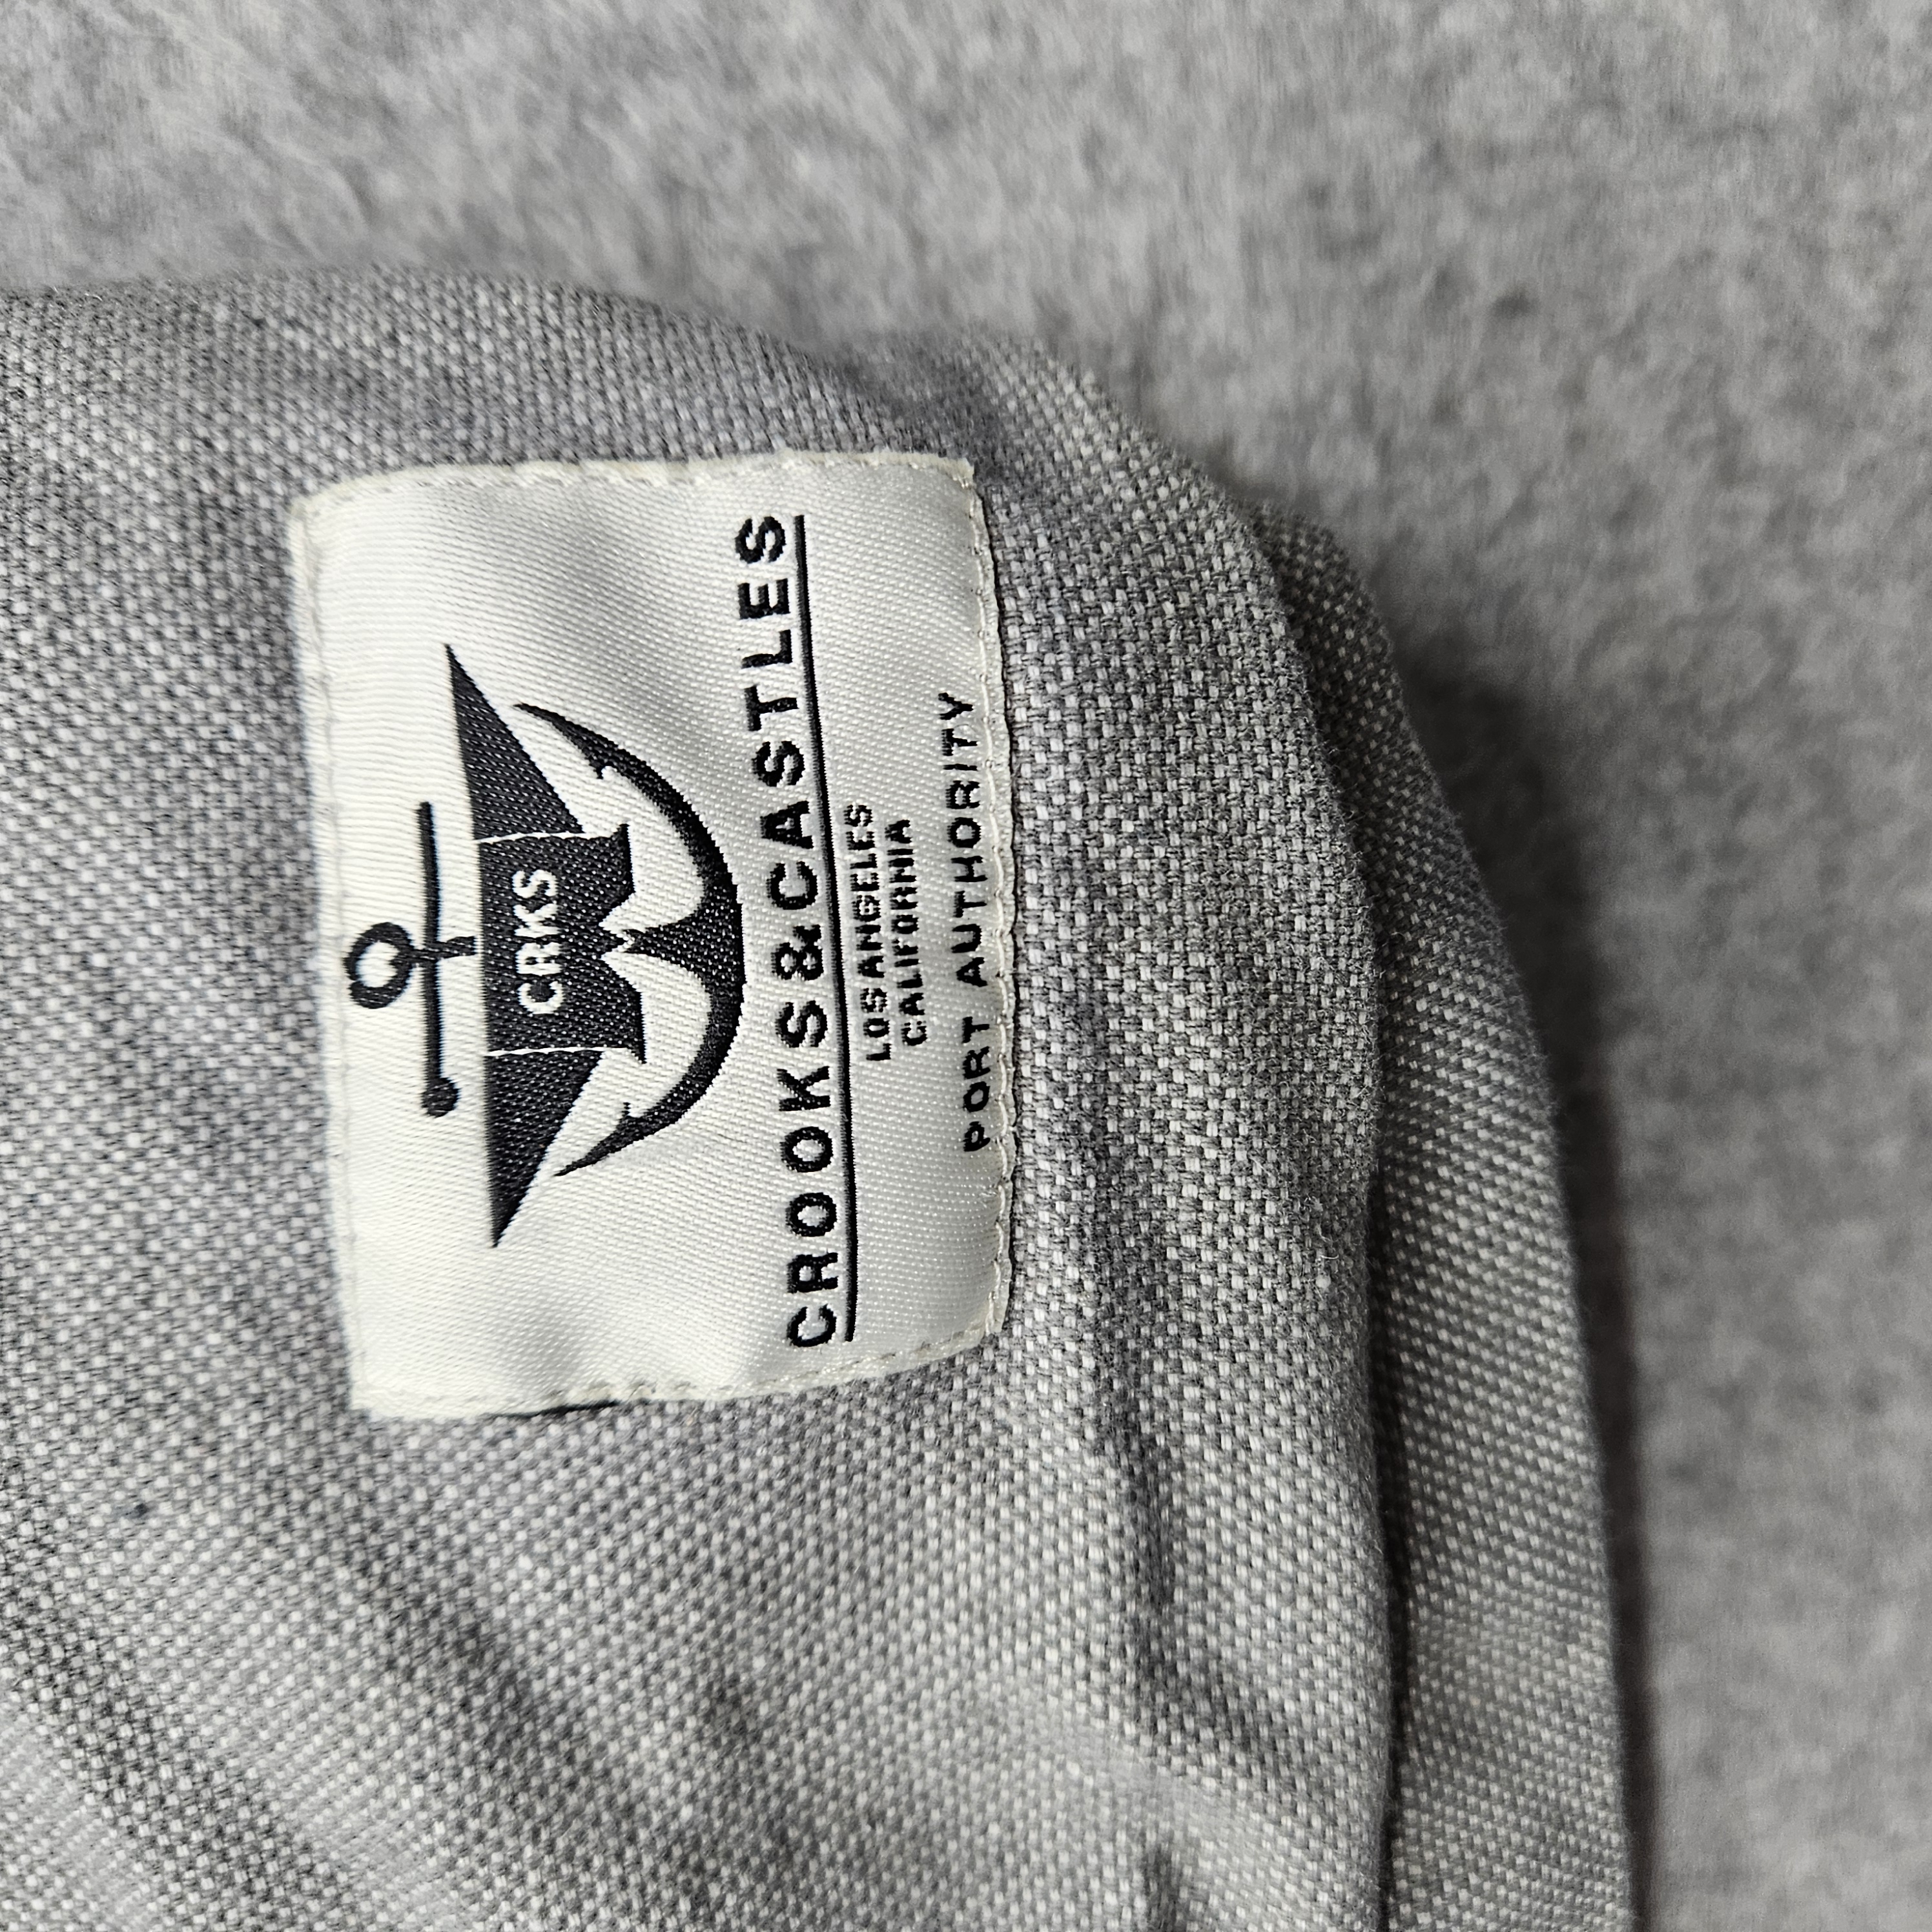 CRKS
CROOKS & CASTLES
LOS ANGELES
CALIFORNIA
PORT AUTHORITY